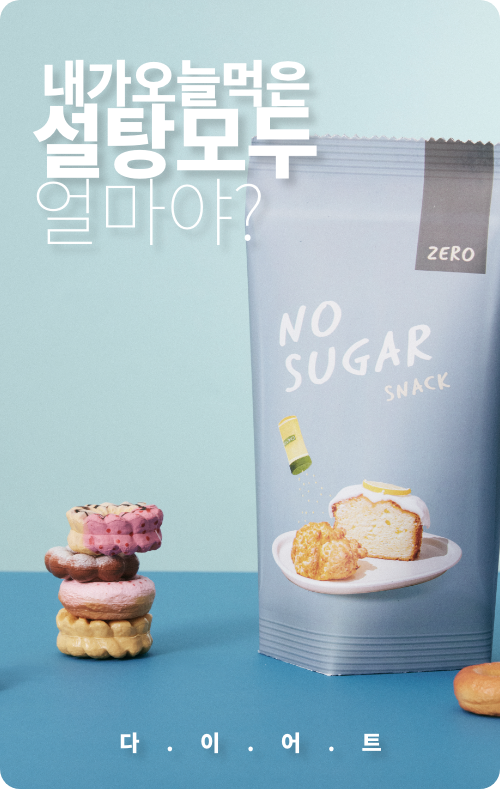 내가오늘먹은
설탕모두
얼마야?
ZERO
NO
SUGAR
SNACK
다 . 이 . 어 . 트